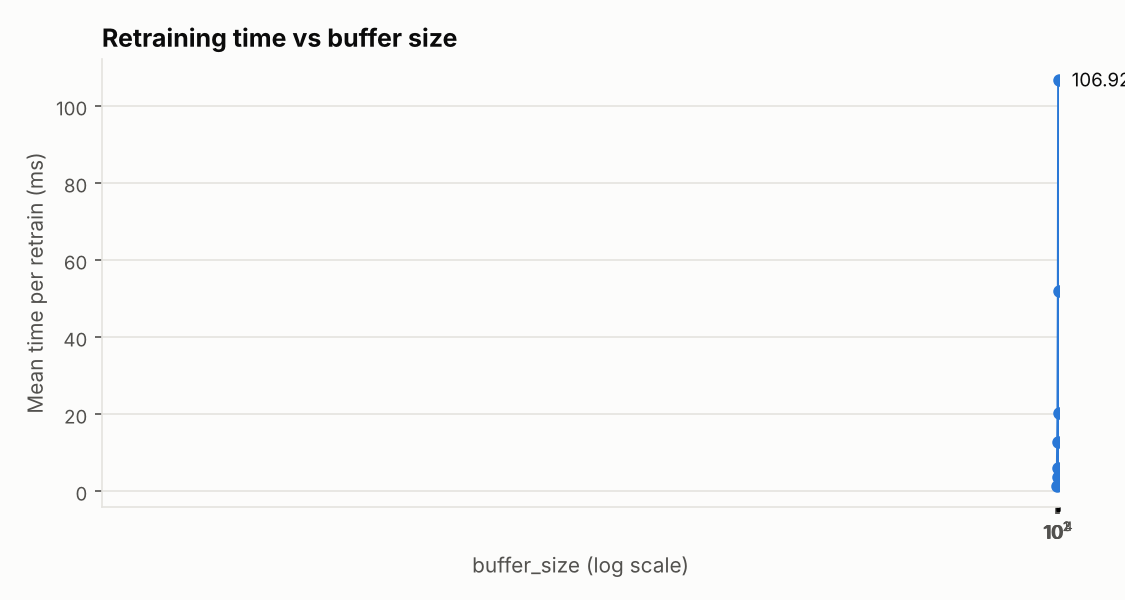 Retraining time vs buffer size
106.92
100
80
60
40
20
0
Mean time per retrain (ms)
buffer_size (log scale)